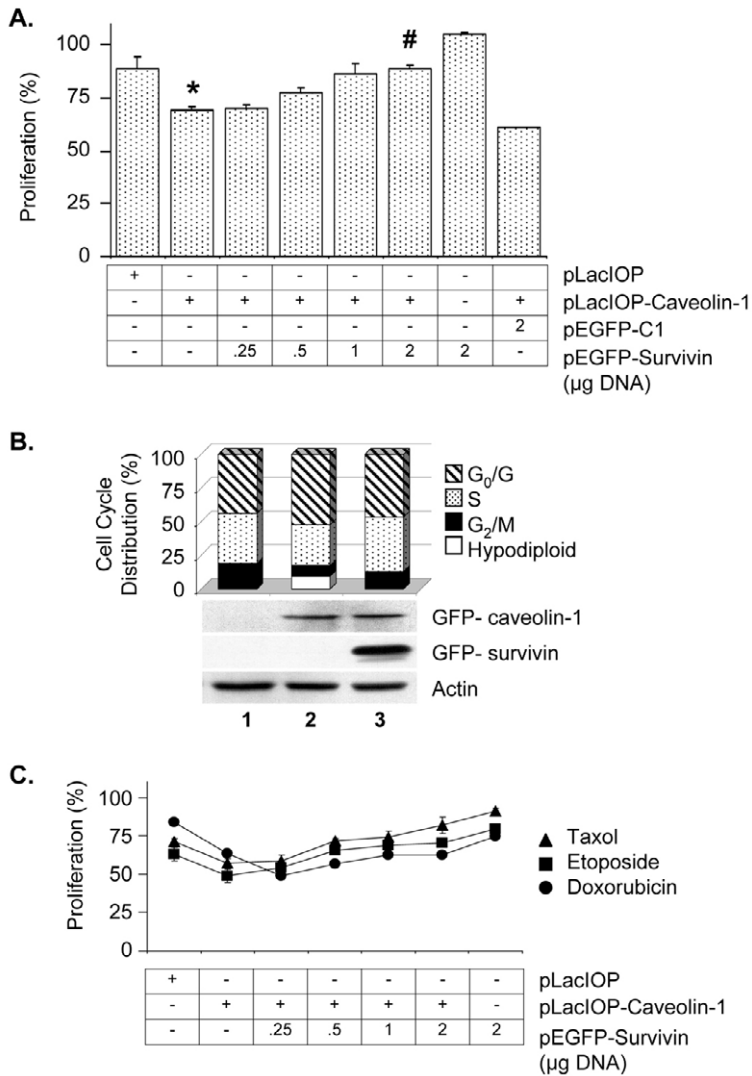 A.
Proliferation (%)
100
75
50
25
0
*
#
+ - - - - - - - pLacIOP
- + + + + + - + pLacIOP-Caveolin-1
- - - - - - - 2 pEGFP-C1
- - .25 .5 1 2 2 - pEGFP-Survivin
(µg DNA)
B.
Cell Cycle
Distribution (%)
100
75
50
25
0
G0/G
S
G2/M
Hypodiploid
GFP- caveolin-1
GFP- survivin
Actin
1 2 3
C.
Proliferation (%)
100
75
50
25
0
Taxol
Etoposide
Doxorubicin
+ - - - - - - pLacIOP
- + + + + + - pLacIOP-Caveolin-1
- - .25 .5 1 2 2 pEGFP-Survivin
(µg DNA)